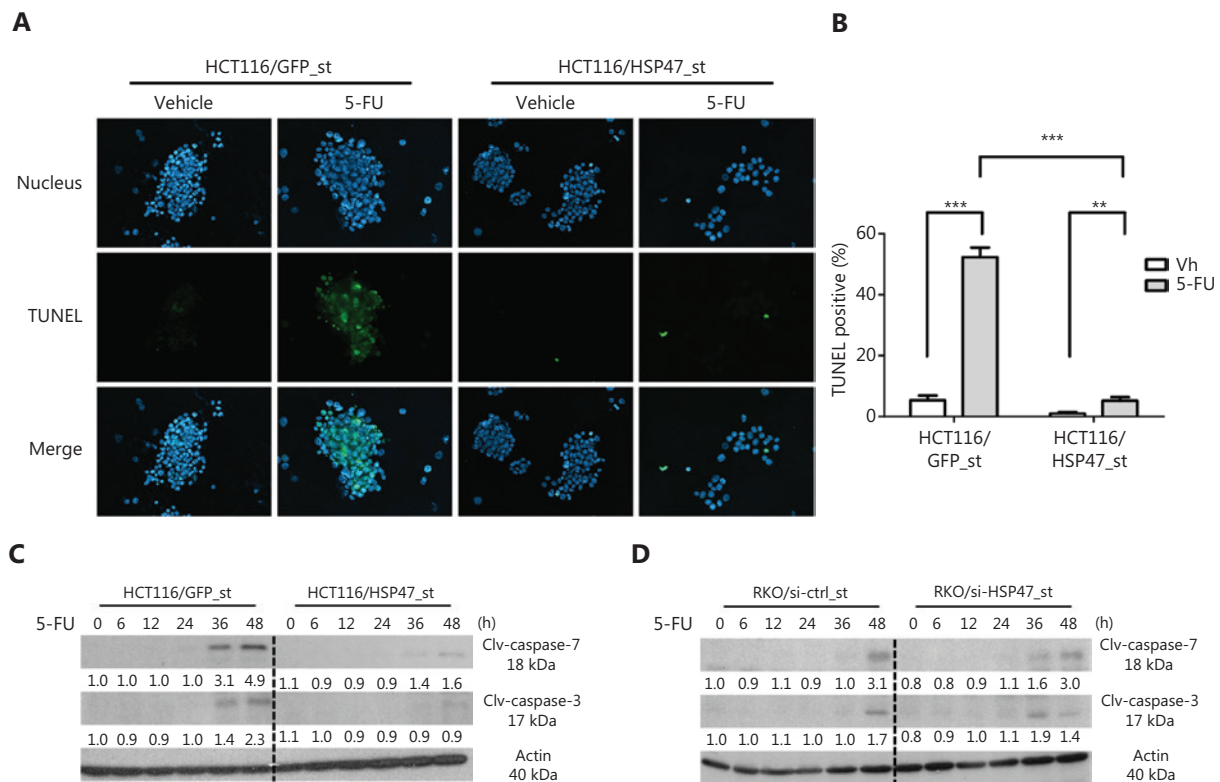 A
HCT116/GFP_st HCT116/HSP47_st
Vehicle 5-FU Vehicle 5-FU
Nucleus
TUNEL
Merge
B
***
*** **
TUNEL positive (%)
60
40
20
0
Vh
5-FU
HCT116/ HCT116/
GFP_st HSP47_st
C
HCT116/GFP_st HCT116/HSP47_st
5-FU 0 6 12 24 36 48 0 6 12 24 36 48 (h)
Clv-caspase-7
18 kDa
1.0 1.0 1.0 1.0 3.1 4.9 1.1 0.9 0.9 0.9 1.4 1.6
Clv-caspase-3
17 kDa
1.0 0.9 0.9 1.0 1.4 2.3 1.1 1.0 0.9 0.9 0.9 0.9
Actin
40 kDa
D
RKO/si-ctrl_st RKO/si-HSP47_st
5-FU 0 6 12 24 36 48 0 6 12 24 36 48 (h)
Clv-caspase-7
18 kDa
1.0 0.9 1.1 0.9 1.0 3.1 0.8 0.8 0.9 1.1 1.6 3.0
Clv-caspase-3
17 kDa
1.0 1.0 1.1 1.0 1.0 1.7 0.8 0.9 1.0 1.1 1.9 1.4
Actin
40 kDa